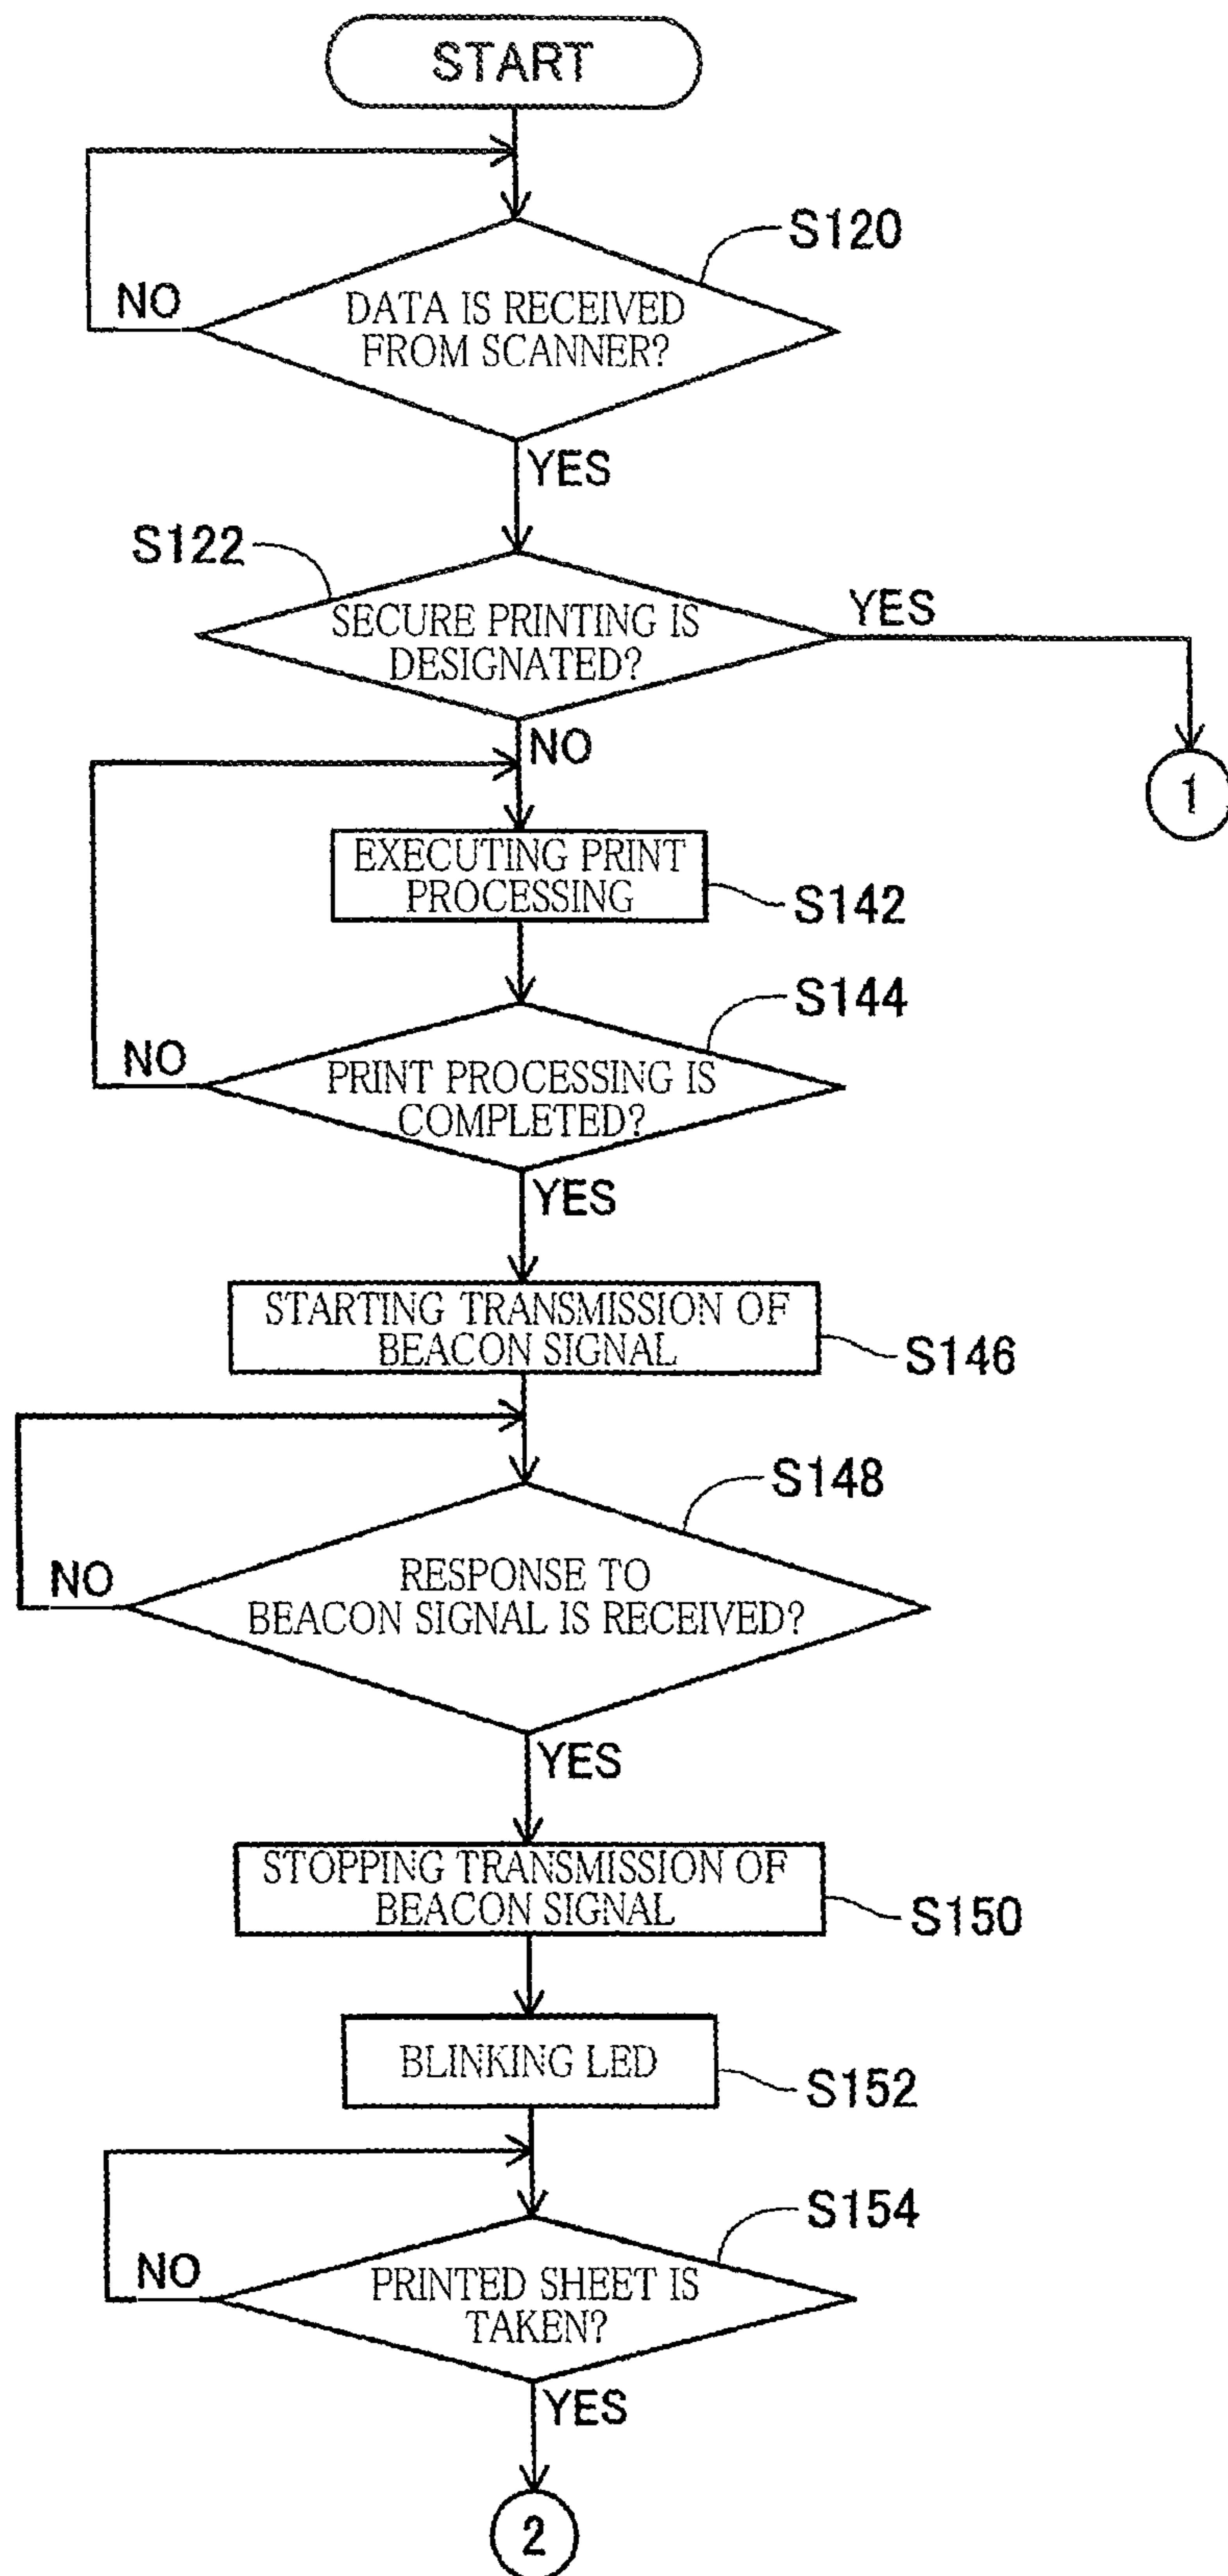 START
S120
NO
DATA IS RECEIVED
FROM SCANNER?
YES
S122
SECURE PRINTING IS
DESIGNATED?
YES
NO
1
EXECUTING PRINT
PROCESSING
S142
S144
NO
PRINT PROCESSING IS
COMPLETED?
YES
STARTING TRANSMISSION OF
BEACON SIGNAL
S146
S148
NO
RESPONSE TO
BEACON SIGNAL IS RECEIVED?
YES
STOPPING TRANSMISSION OF
BEACON SIGNAL
S150
BLINKING LED
S152
S154
NO
PRINTED SHEET IS
TAKEN?
YES
2